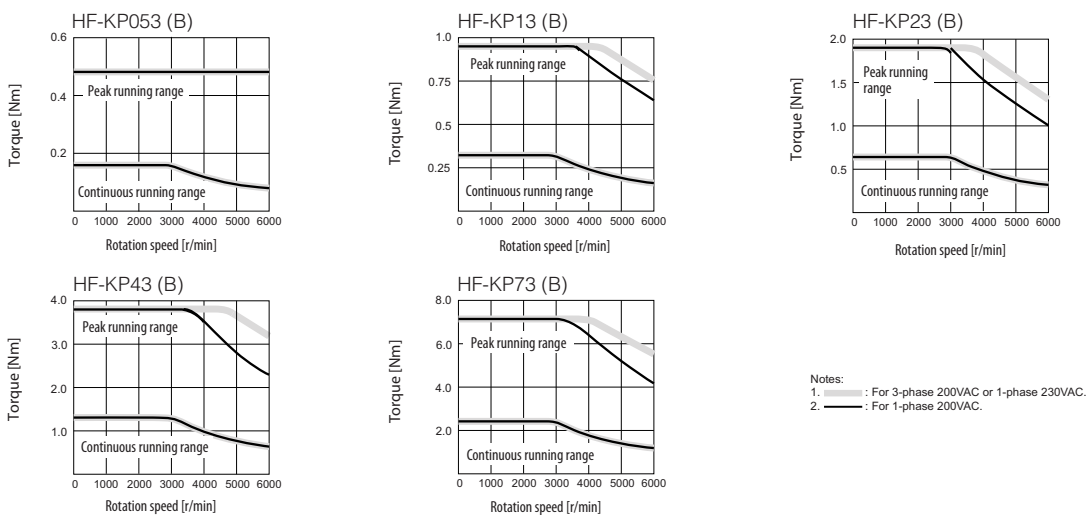 HF-KP053 (B)
0.6
0.4
0.2
Torque [Nm]
Peak running range
Continuous running range
0 1000 2000 3000 4000 5000 6000
Rotation speed [r/min]
HF-KP13 (B)
1.0
0.75
0.5
0.25
Torque [Nm]
Peak running range
Continuous running range
0 1000 2000 3000 4000 5000 6000
Rotation speed [r/min]
HF-KP23 (B)
2.0
1.5
1.0
0.5
Torque [Nm]
Peak running
range
Continuous running range
0 1000 2000 3000 4000 5000 6000
Rotation speed [r/min]
HF-KP43 (B)
4.0
3.0
2.0
1.0
Torque [Nm]
Peak running range
Continuous running range
0 1000 2000 3000 4000 5000 6000
Rotation speed [r/min]
HF-KP73 (B)
8.0
6.0
4.0
2.0
Torque [Nm]
Peak running range
Continuous running range
0 1000 2000 3000 4000 5000 6000
Rotation speed [r/min]
Notes:
1. : For 3-phase 200VAC or 1-phase 230VAC.
2. : For 1-phase 200VAC.